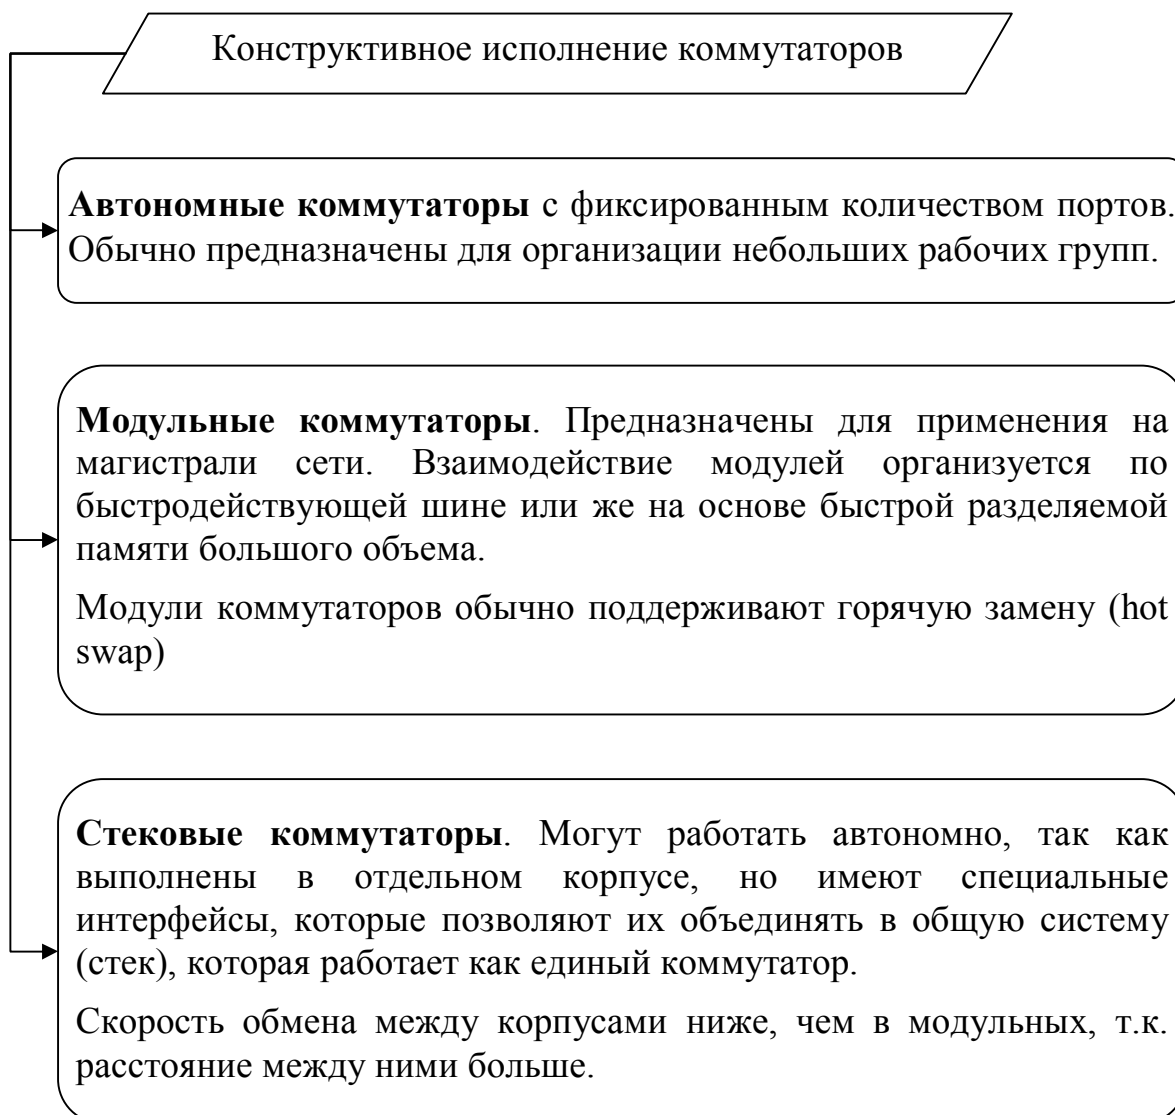 Конструктивное исполнение коммутаторов
Автономные коммутаторы с фиксированным количеством портов.
Обычно предназначены для организации небольших рабочих групп.
Модульные коммутаторы. Предназначены для применения на
магистрали сети. Взаимодействие модулей организуется по
быстродействующей шине или же на основе быстрой разделяемой
памяти большого объема.
Модули коммутаторов обычно поддерживают горячую замену (hot
swap)
Стековые коммутаторы. Могут работать автономно, так как
выполнены в отдельном корпусе, но имеют специальные
интерфейсы, которые позволяют их объединять в общую систему
(стек), которая работает как единый коммутатор.
Скорость обмена между корпусами ниже, чем в модульных, т.к.
расстояние между ними больше.